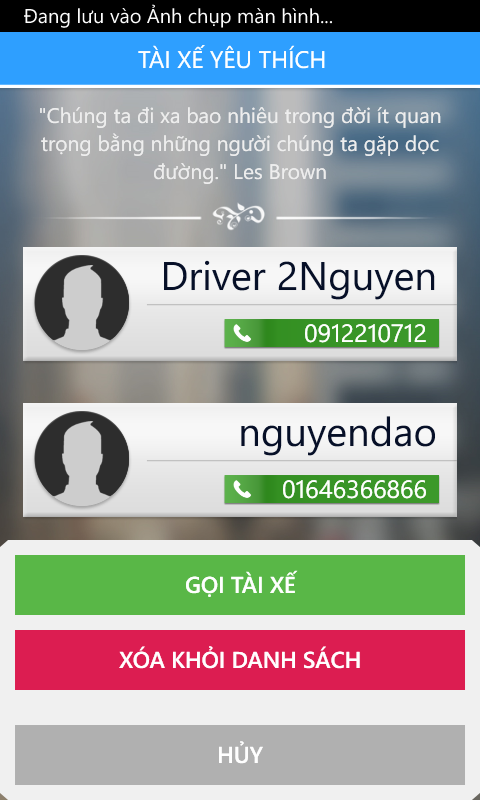 Đang lưu vào Ảnh chụp màn hình...
TÀI XẾ YÊU THÍCH
"Chúng ta đi xa bao nhiêu trong đời ít quan
trọng bằng những người chúng ta gặp dọc
đường." Les Brown
Driver 2Nguyen
0912210712
nguyendao
01646366866
GỌI TÀI XẾ
XÓA KHỎI DANH SÁCH
HỦY